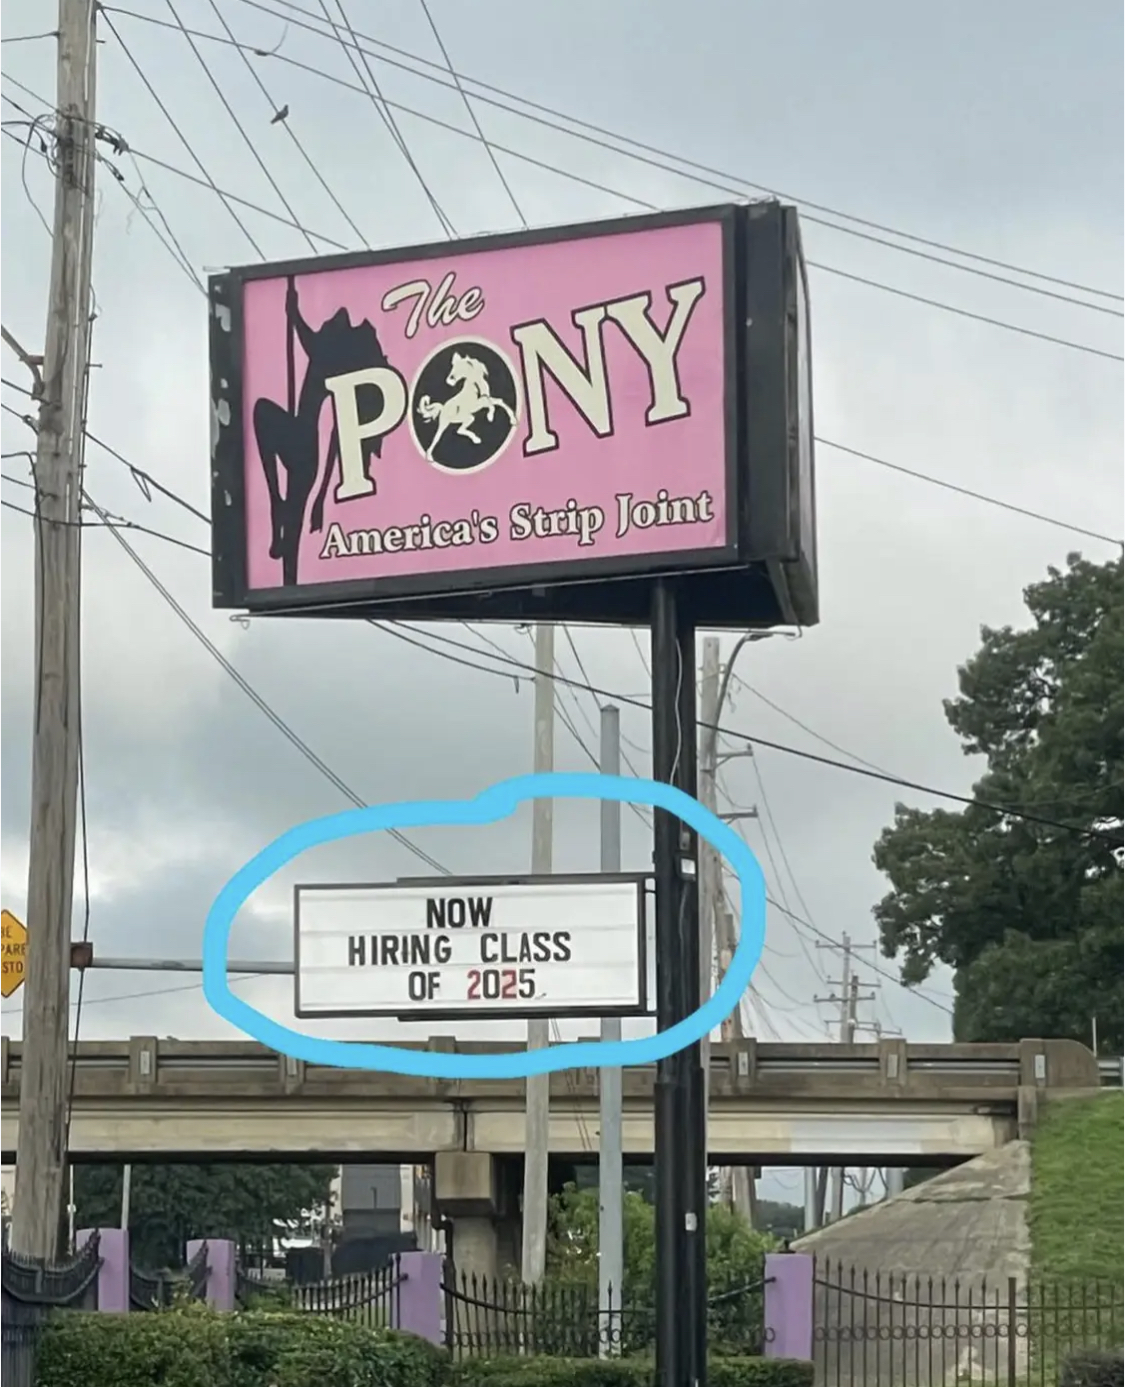 The
PONY
America's Strip Joint
NOW
HIRING CLASS
OF 2025